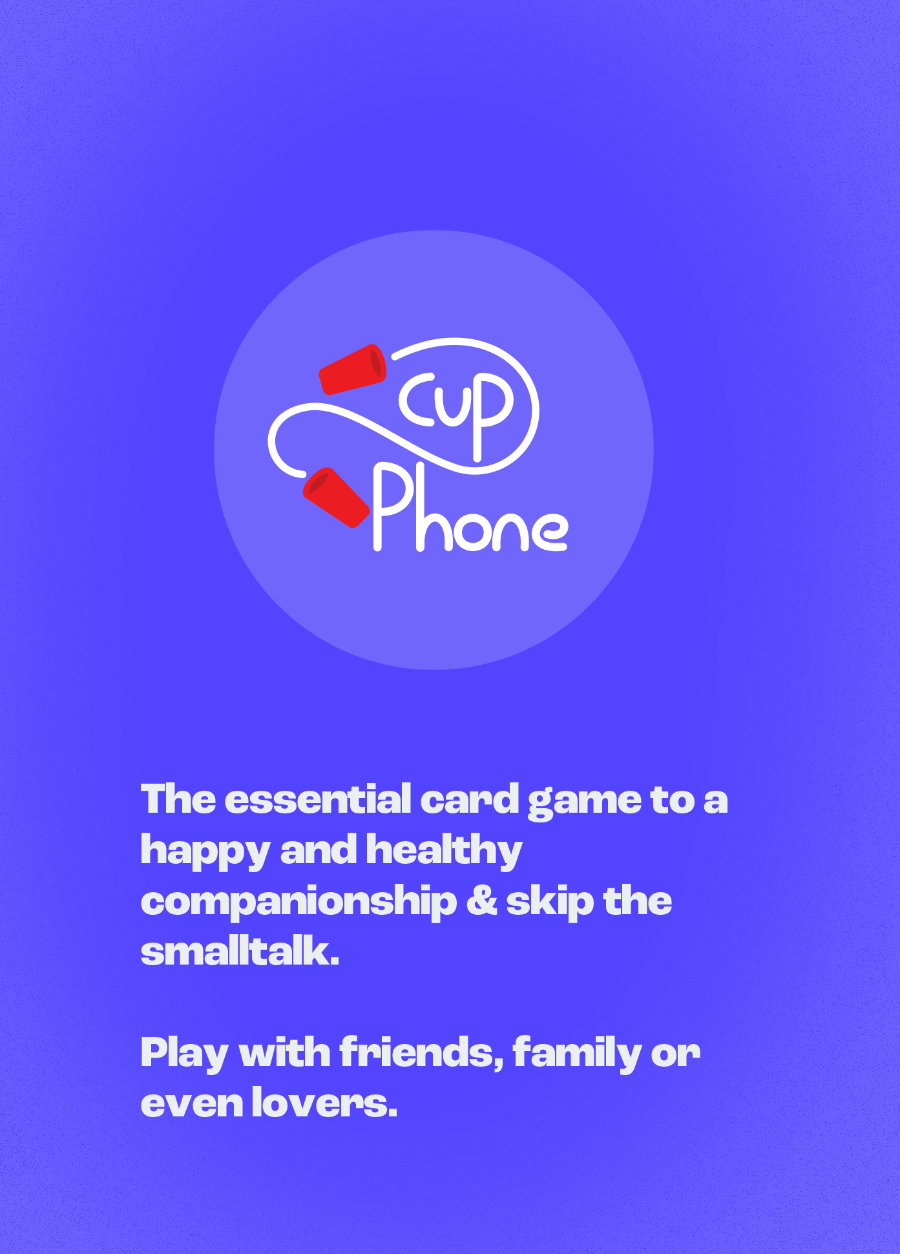 Cup
Phone
The essential card game to a
happy and healthy
companionship & skip the
smalltalk.
Play with friends, family or
even lovers.